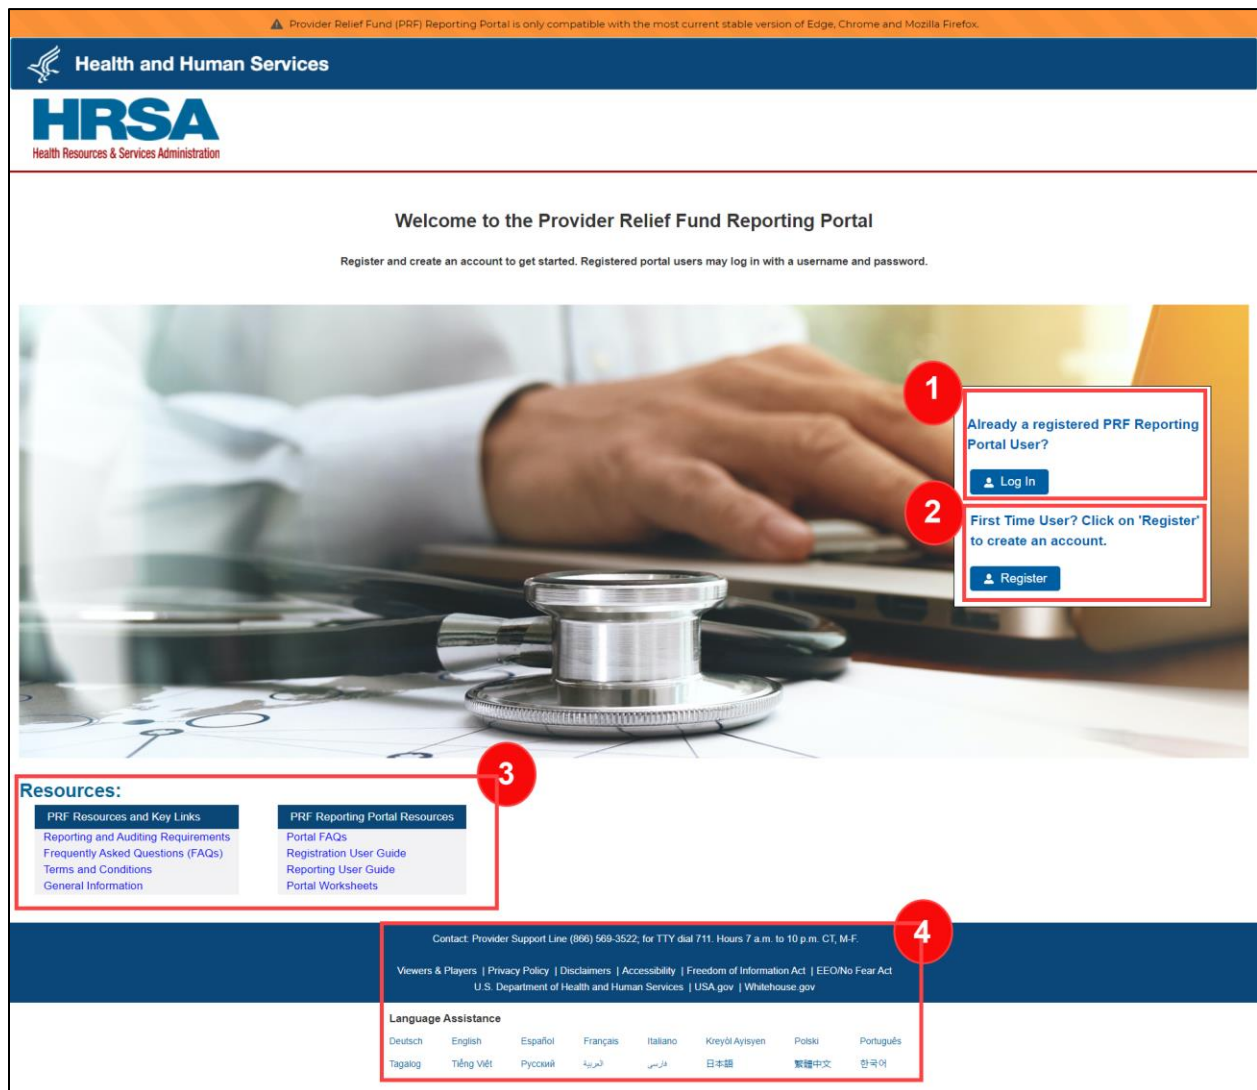 Provider Relief Fund (PRF) Reporting Portal is only compatible with the most current stable version of Edge, Chrome and Mozilla Firefox.
Health and Human Services
HRSA
Health Resources & Services Administration
Welcome to the Provider Relief Fund Reporting Portal
Register and create an account to get started. Registered portal users may log in with a username and password.
1
Already a registered PRF Reporting
Portal User?
Log In
2
First Time User? Click on 'Register'
to create an account.
Register
3
Resources:
PRF Resources and Key Links
Reporting and Auditing Requirements
Frequently Asked Questions (FAQs)
Terms and Conditions
General Information
PRF Reporting Portal Resources
Portal FAQs
Registration User Guide
Reporting User Guide
Portal Worksheets
4
Contact: Provider Support Line (866) 569-3522; for TTY dial 711. Hours 7 a.m. to 10 p.m. CT, M-F.
Viewers & Players | Privacy Policy | Disclaimers | Accessibility | Freedom of Information Act | EEO/No Fear Act
U.S. Department of Health and Human Services | USA.gov | Whitehouse.gov
Language Assistance
Deutsch English Español Français Italiano Kreyòl Ayisyen Polski Português
Tagalog Tiếng Việt Русский العربية فارسی 日本語 繁體中文 한국어